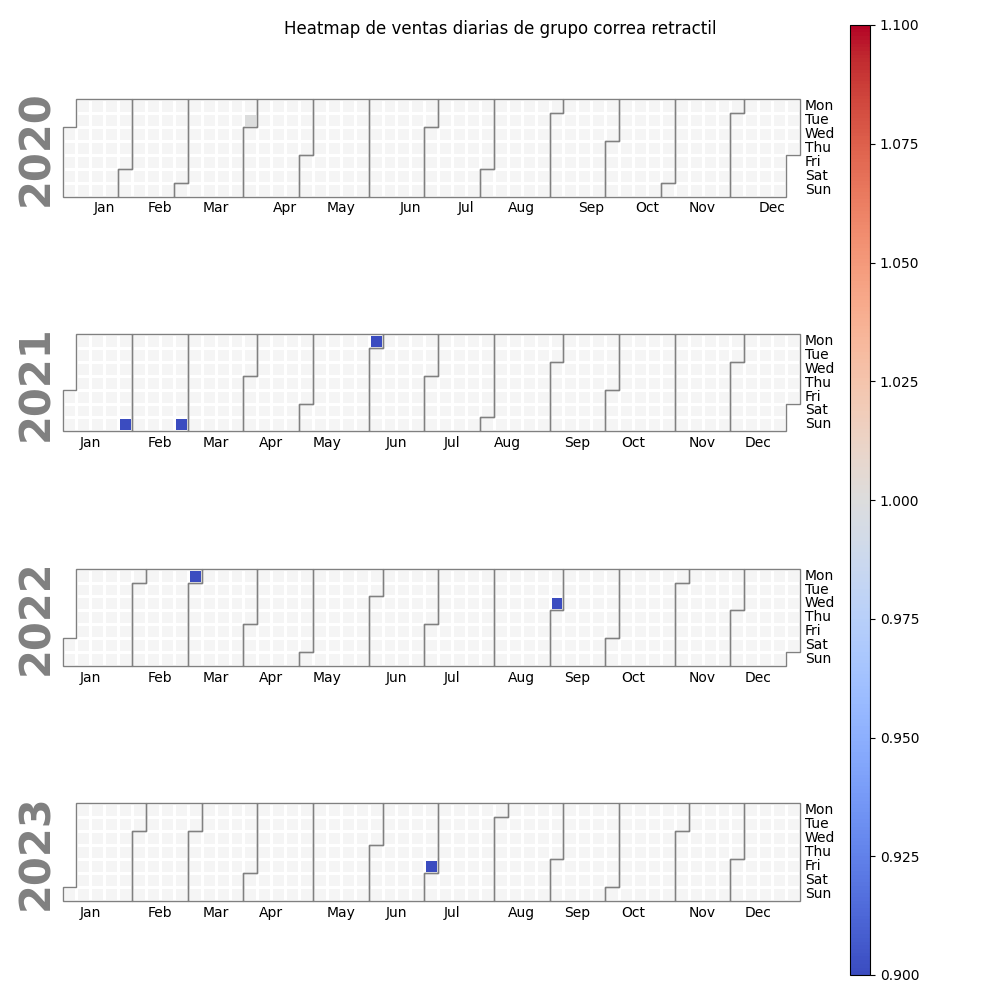 Heatmap de ventas diarias de grupo correa retractil
2020
Mon
Tue
Wed
Thu
Fri
Sat
Sun
Jan Feb Mar Apr May Jun Jul Aug Sep Oct Nov Dec
2021
Mon
Tue
Wed
Thu
Fri
Sat
Sun
Jan Feb Mar Apr May Jun Jul Aug Sep Oct Nov Dec
2022
Mon
Tue
Wed
Thu
Fri
Sat
Sun
Jan Feb Mar Apr May Jun Jul Aug Sep Oct Nov Dec
2023
Mon
Tue
Wed
Thu
Fri
Sat
Sun
Jan Feb Mar Apr May Jun Jul Aug Sep Oct Nov Dec
1.100
1.075
1.050
1.025
1.000
0.975
0.950
0.925
0.900